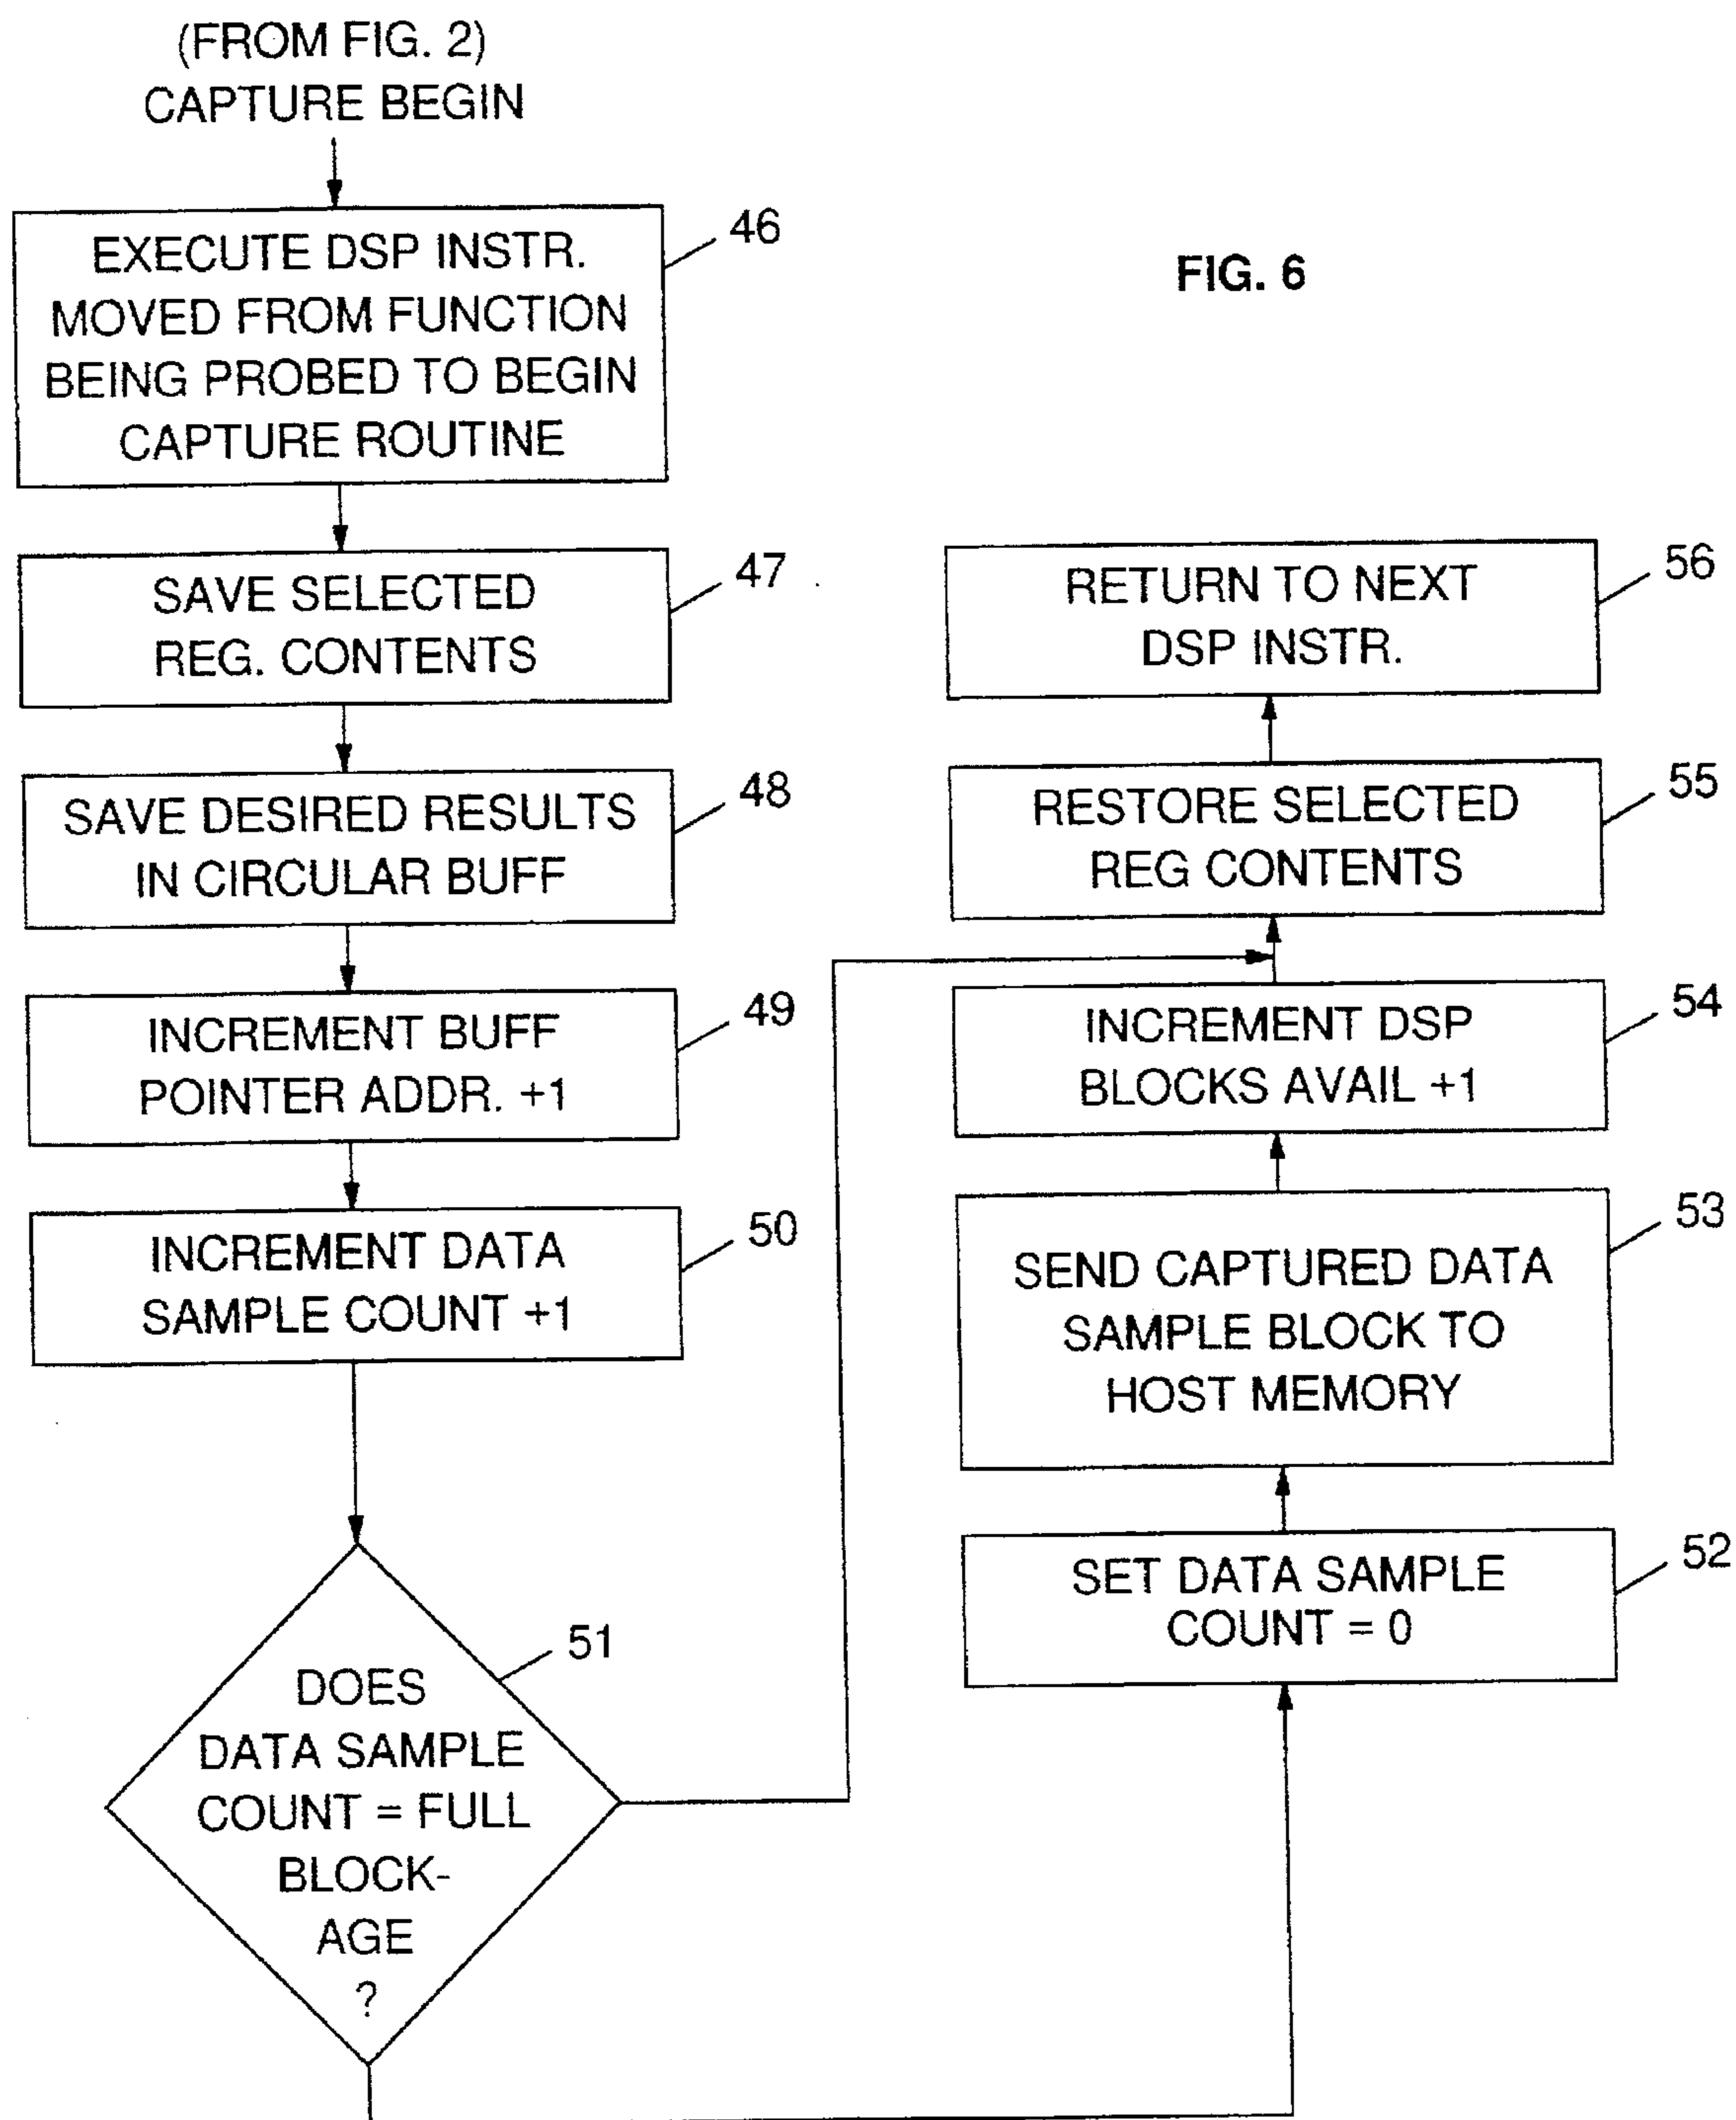 (FROM FIG. 2)
CAPTURE BEGIN
EXECUTE DSP INSTR.
MOVED FROM FUNCTION
BEING PROBED TO BEGIN
CAPTURE ROUTINE
46
SAVE SELECTED
REG. CONTENTS
47
SAVE DESIRED RESULTS
IN CIRCULAR BUFF
48
INCREMENT BUFF
POINTER ADDR. +1
49
INCREMENT DATA
SAMPLE COUNT +1
50
DOES
DATA SAMPLE
COUNT = FULL
BLOCK-
AGE
?
51
FIG. 6
RETURN TO NEXT
DSP INSTR.
56
RESTORE SELECTED
REG CONTENTS
55
INCREMENT DSP
BLOCKS AVAIL +1
54
SEND CAPTURED DATA
SAMPLE BLOCK TO
HOST MEMORY
53
SET DATA SAMPLE
COUNT = 0
52